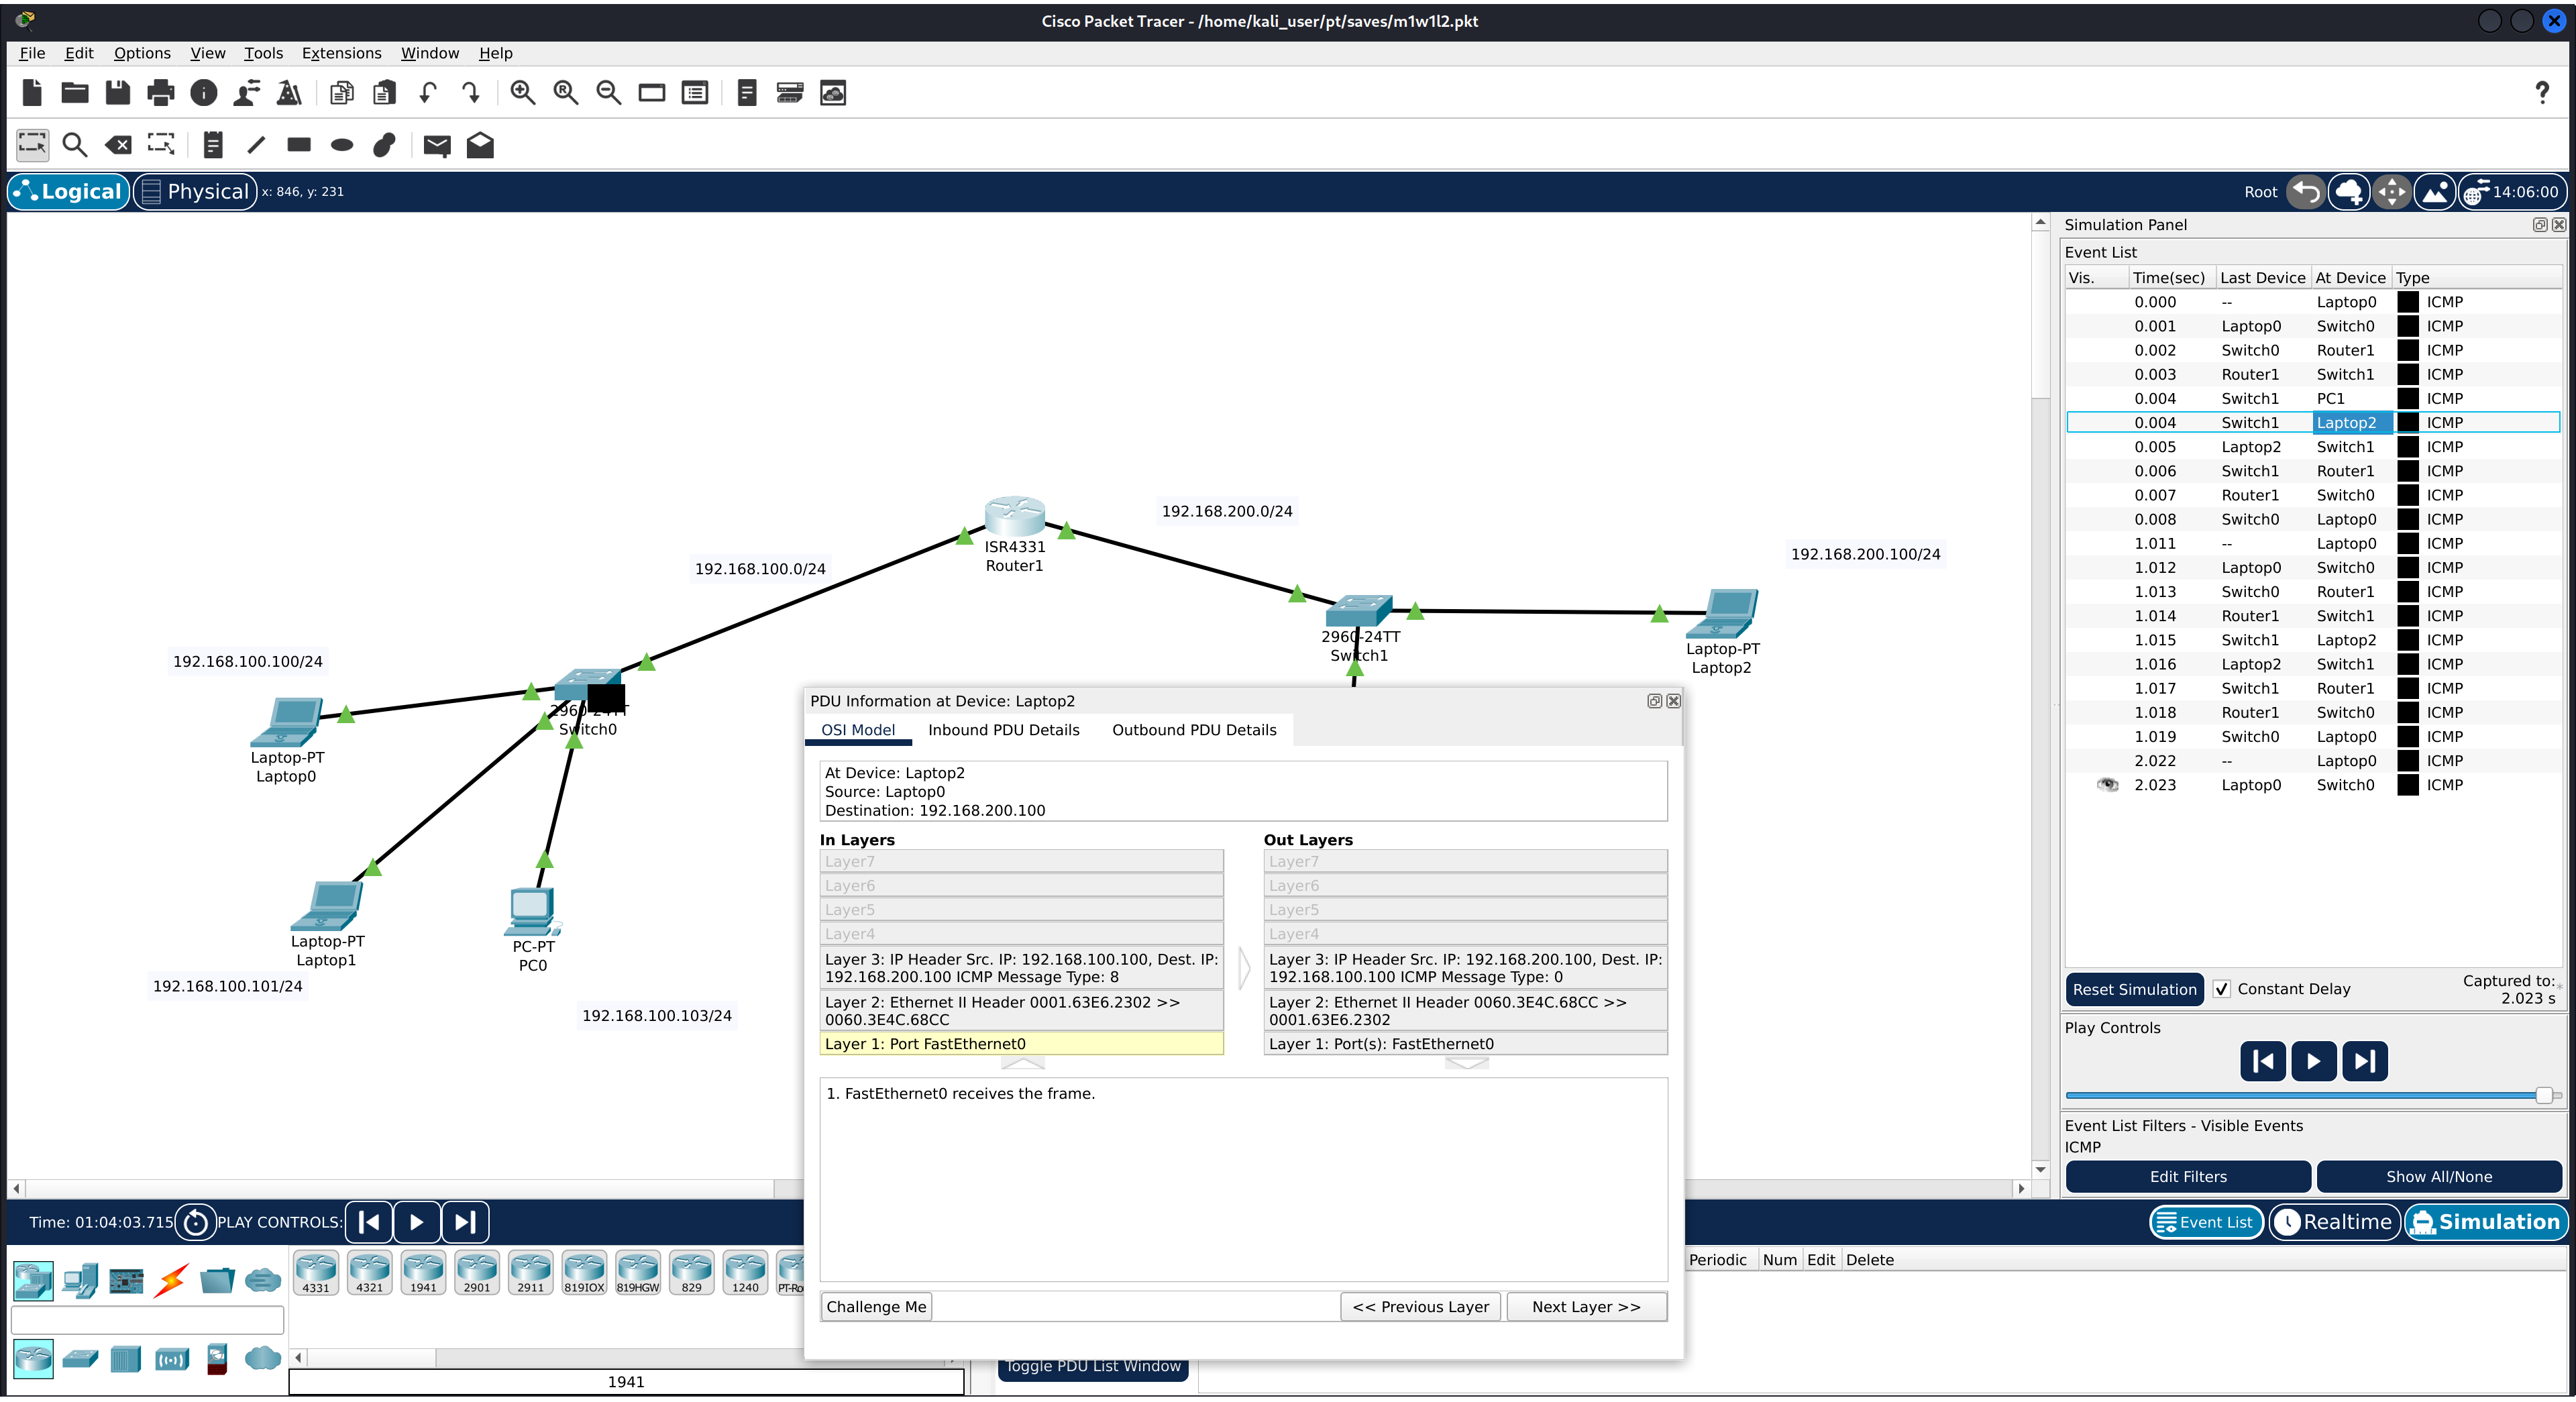 Cisco Packet Tracer - /home/kali_user/pt/saves/m1w1l2.pkt
File Edit Options View Tools Extensions Window Help
?
Logical Physical x: 846, y: 231 Root 14:06:00
Simulation Panel
Event List
Vis. Time(sec) Last Device At Device Type
0.000 -- Laptop0 ICMP
0.001 Laptop0 Switch0 ICMP
0.002 Switch0 Router1 ICMP
0.003 Router1 Switch1 ICMP
0.004 Switch1 PC1 ICMP
0.004 Switch1 Laptop2 ICMP
0.005 Laptop2 Switch1 ICMP
0.006 Switch1 Router1 ICMP
0.007 Router1 Switch0 ICMP
0.008 Switch0 Laptop0 ICMP
1.011 -- Laptop0 ICMP
1.012 Laptop0 Switch0 ICMP
1.013 Switch0 Router1 ICMP
1.014 Router1 Switch1 ICMP
1.015 Switch1 Laptop2 ICMP
1.016 Laptop2 Switch1 ICMP
1.017 Switch1 Router1 ICMP
1.018 Router1 Switch0 ICMP
1.019 Switch0 Laptop0 ICMP
2.022 -- Laptop0 ICMP
2.023 Laptop0 Switch0 ICMP
Reset Simulation Constant Delay Captured to:*
2.023 s
Play Controls
Event List Filters - Visible Events
ICMP
Edit Filters Show All/None
192.168.200.0/24
ISR4331
Router1
192.168.100.0/24
192.168.200.100/24
2960-24TT
Switch1
Laptop-PT
Laptop2
192.168.100.100/24
Switch0
Laptop-PT
Laptop0
Laptop-PT
Laptop1
192.168.100.101/24
PC-PT
PC0
192.168.100.103/24
PDU Information at Device: Laptop2
OSI Model Inbound PDU Details Outbound PDU Details
At Device: Laptop2
Source: Laptop0
Destination: 192.168.200.100
In Layers Out Layers
Layer7 Layer7
Layer6 Layer6
Layer5 Layer5
Layer4 Layer4
Layer 3: IP Header Src. IP: 192.168.100.100, Dest. IP: Layer 3: IP Header Src. IP: 192.168.200.100, Dest. IP:
192.168.200.100 ICMP Message Type: 8 192.168.100.100 ICMP Message Type: 0
Layer 2: Ethernet II Header 0001.63E6.2302 >> Layer 2: Ethernet II Header 0060.3E4C.68CC >>
0060.3E4C.68CC 0001.63E6.2302
Layer 1: Port FastEthernet0 Layer 1: Port(s): FastEthernet0
1. FastEthernet0 receives the frame.
Challenge Me << Previous Layer Next Layer >>
Time: 01:04:03.715 PLAY CONTROLS: Event List Realtime Simulation
Periodic Num Edit Delete
4331 4321 1941 2901 2911 819IOX 819HGW 829 1240
1941
Toggle PDU List Window